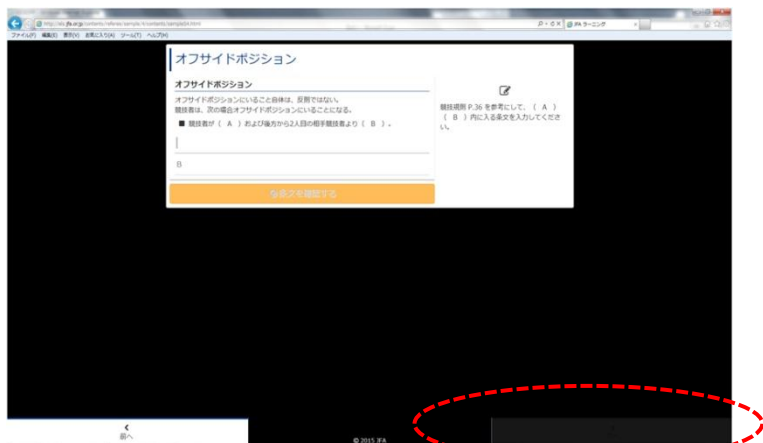 JFA ラーニング
ファイル(F) 編集(E) 表示(V) お気に入り(A) ツール(T) ヘルプ(H)
オフサイドポジション
オフサイドポジション
オフサイドポジションにいること自体は、反則ではない。
競技者は、次の場合オフサイドポジションにいることになる。
■ 競技者が（ A ）および後方から2人目の相手競技者より（ B ）。
B
競技規則 P.36 を参考にして、（ A ）
（ B ）内に入る条文を入力してくださ
い。
前へ
© 2015 JFA